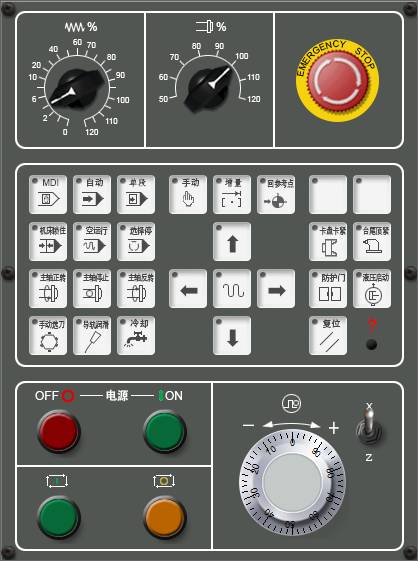 %
40 60 70
20 80
10
6 100
2 110
0 120
%
80 90 100
70
60 110
50 120
EMERGENCY STOP
MDI 自动 单段 手动 增量 回参考点
机床锁住 空运行 选择停 卡盘卡紧 台尾顶紧
主轴正转 主轴停止 主轴反转 防护门 液压启动
手动选刀 导轨润滑 冷却 复位 ?
OFF 电源 ON
− +
0
10
20
30
X
Z